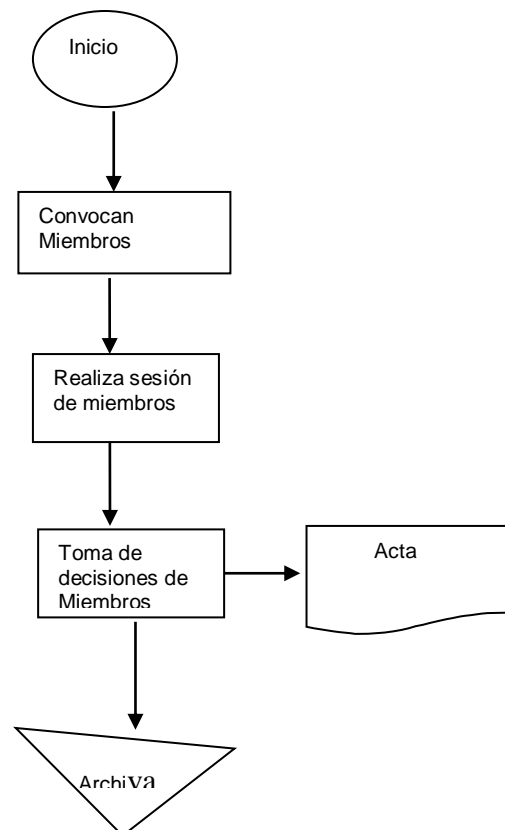 Inicio
Convocan
Miembros
Realiza sesión
de miembros
Toma de
decisiones de
Miembros
Acta
Archiva